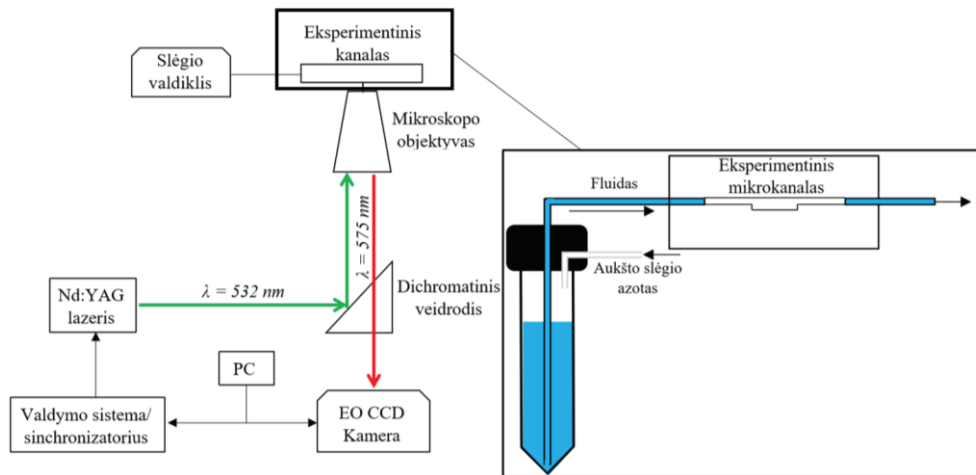 Eksperimentinis
kanalas
Slėgio
valdiklis
Mikroskopo
objektyvas
Eksperimentinis
mikrokanalas
Fluidas
λ = 575 nm
Aukšto slėgio
azotas
Nd:YAG
lazeris
λ = 532 nm
Dichromatinis
veidrodis
PC
Valdymo sistema/
sinchronizatorius
EO CCD
Kamera